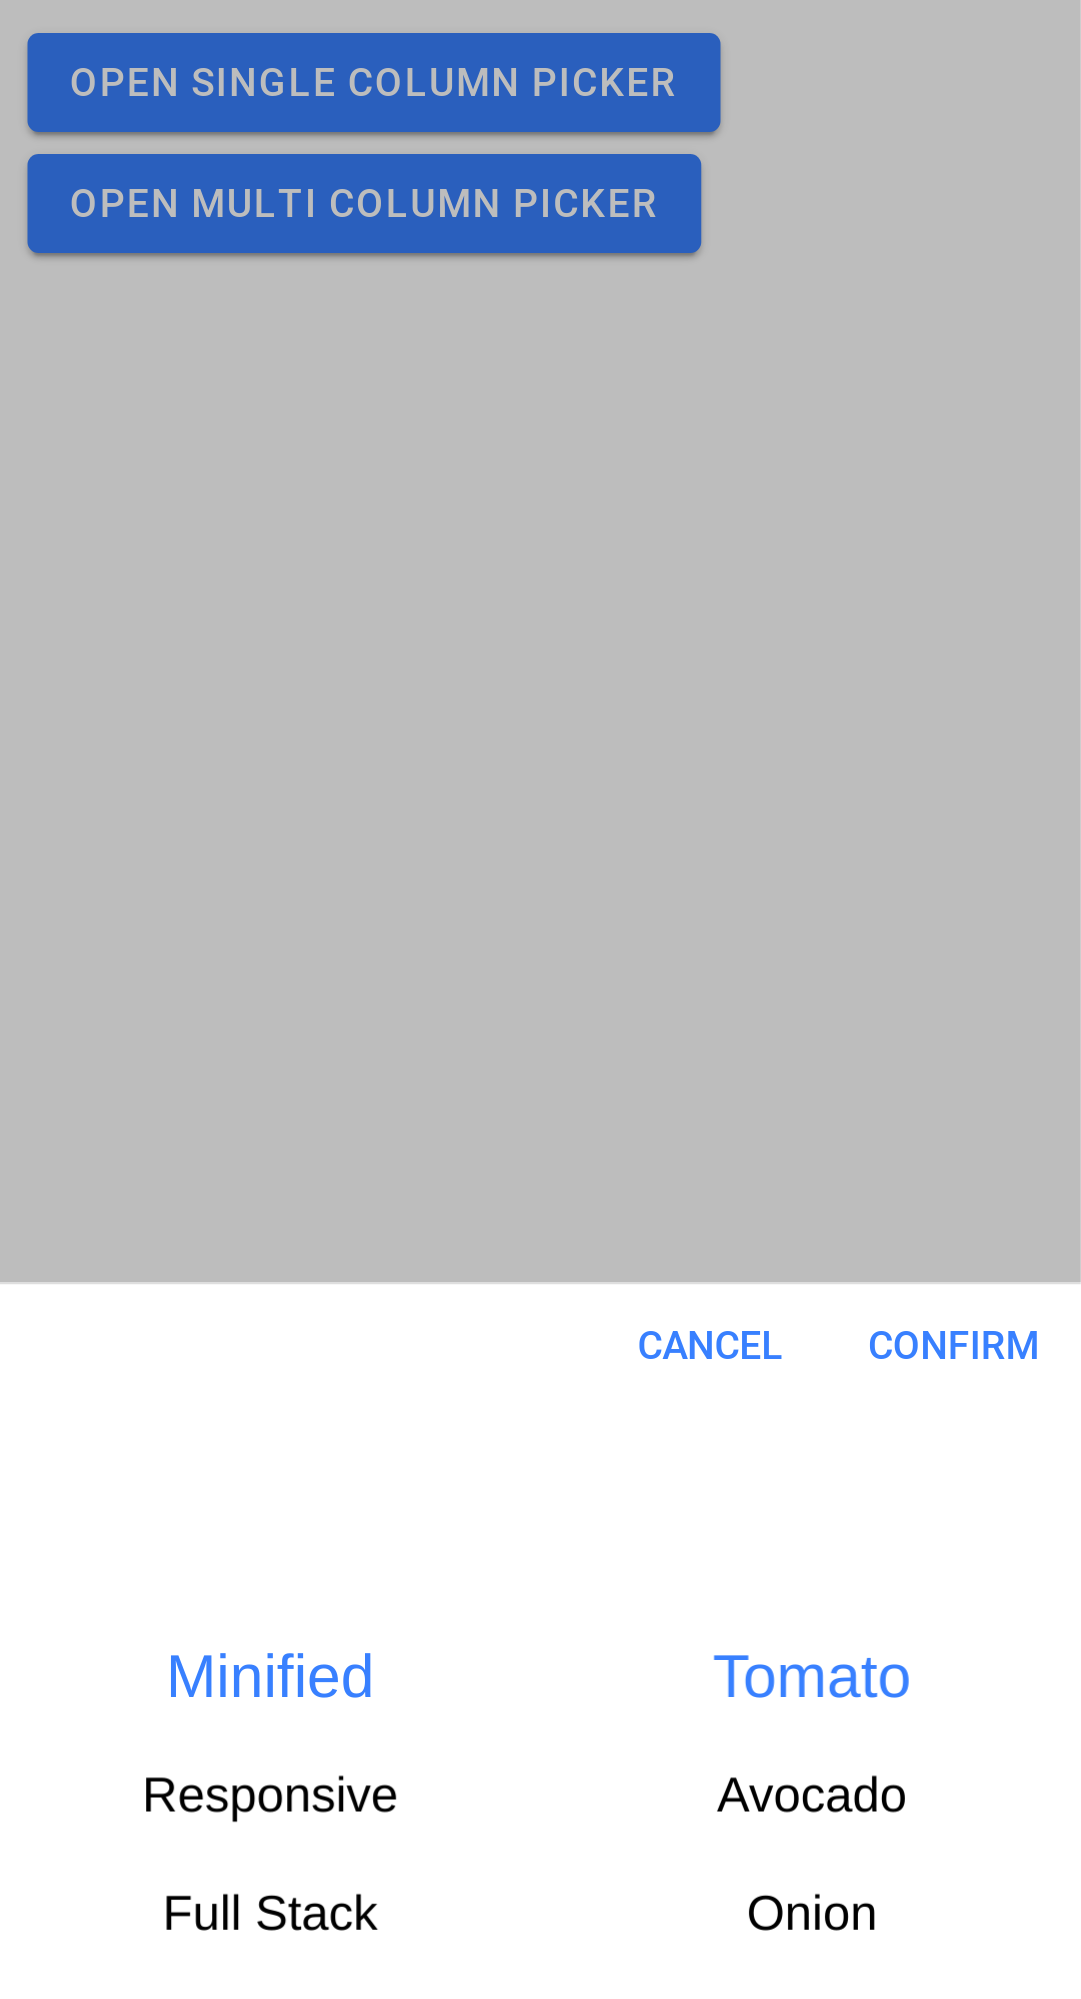 OPEN SINGLE COLUMN PICKER
OPEN MULTI COLUMN PICKER
CANCEL CONFIRM
Minified Tomato
Responsive Avocado
Full Stack Onion